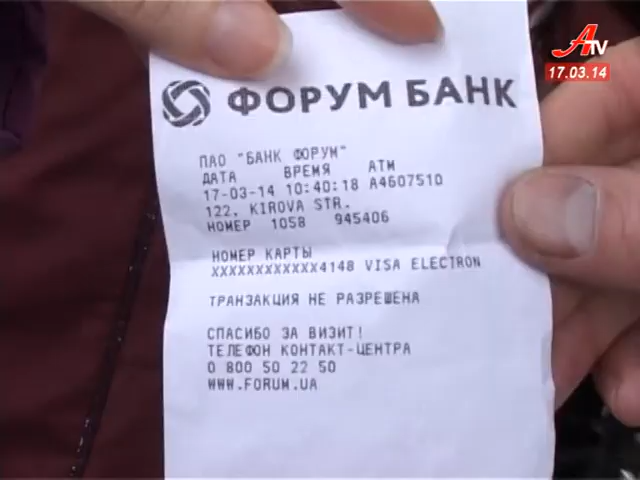 ATV
17.03.14
ФОРУМ БАНК
ПАО "БАНК ФОРУМ"
ДАТА ВРЕМЯ ATM
17-03-14 10:40:18 A4607510
122, KIROVA STR.
НОМЕР 1058 945406
НОМЕР КАРТЫ
XXXXXXXXXXXX4148 VISA ELECTRON
ТРАНЗАКЦИЯ НЕ РАЗРЕШЕНА
СПАСИБО ЗА ВИЗИТ!
ТЕЛЕФОН КОНТАКТ-ЦЕНТРА
0 800 50 22 50
WWW.FORUM.UA